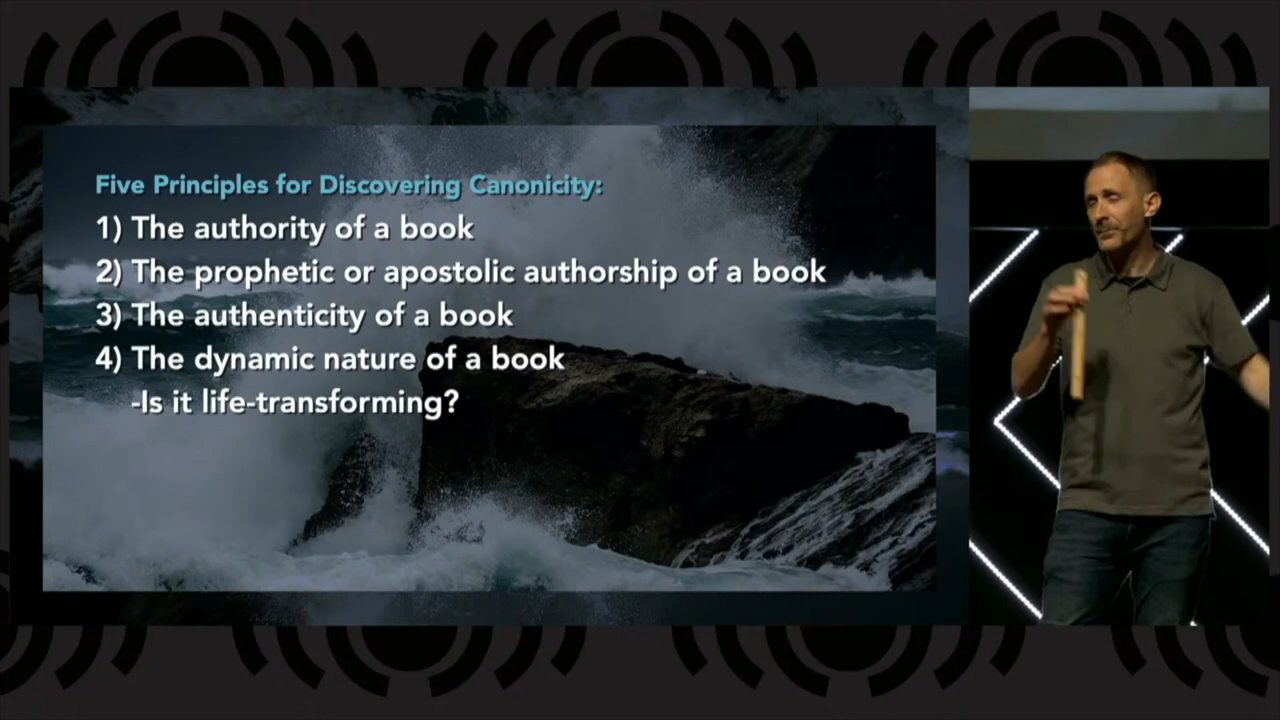 Five Principles for Discovering Canonicity:
1) The authority of a book
2) The prophetic or apostolic authorship of a book
3) The authenticity of a book
4) The dynamic nature of a book
-Is it life-transforming?